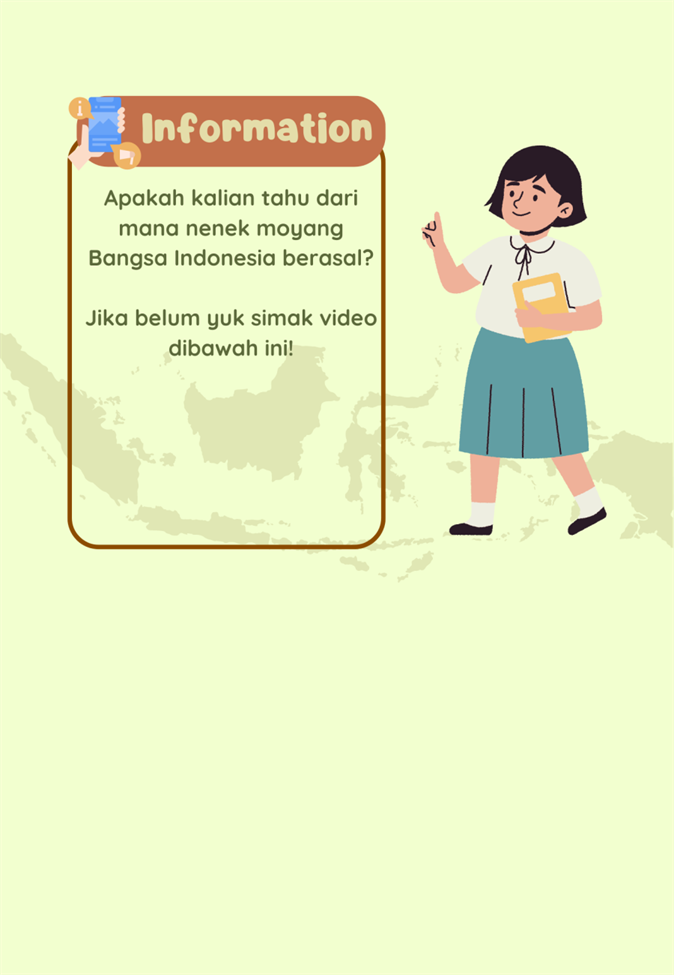 Information
Apakah kalian tahu dari
mana nenek moyang
Bangsa Indonesia berasal?
Jika belum yuk simak video
dibawah ini!